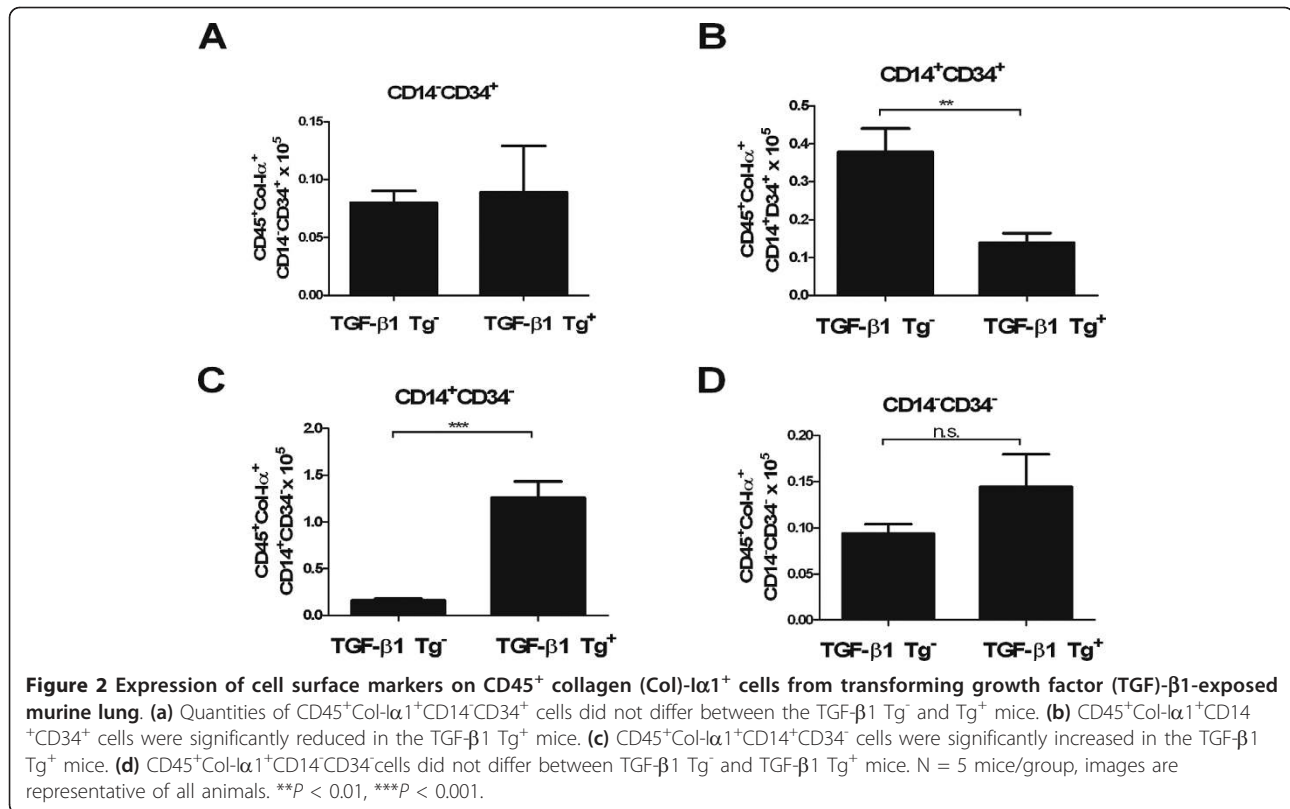 A
CD14⁻CD34⁺
CD45⁺Col-Iα⁺
CD14⁻CD34⁺ x 10⁵
0.15
0.10
0.05
0.00
TGF-β1 Tg⁻
TGF-β1 Tg⁺
B
CD14⁺CD34⁺
**
CD45⁺Col-Iα⁺
CD14⁺D34⁺ x 10⁵
0.5
0.4
0.3
0.2
0.1
0.0
TGF-β1 Tg⁻
TGF-β1 Tg⁺
C
CD14⁺CD34⁻
***
CD45⁺Col-Iα⁺
CD14⁺CD34⁻x 10⁵
2.0
1.5
1.0
0.5
0.0
TGF-β1 Tg⁻
TGF-β1 Tg⁺
D
CD14⁻CD34⁻
n.s.
CD45⁺Col-Iα⁺
CD14⁻CD34⁻ x 10⁵
0.20
0.15
0.10
0.05
0.00
TGF-β1 Tg⁻
TGF-β1 Tg⁺
Figure 2 Expression of cell surface markers on CD45⁺ collagen (Col)-Iα1⁺ cells from transforming growth factor (TGF)-β1-exposed
murine lung. (a) Quantities of CD45⁺Col-Iα1⁺CD14⁻CD34⁺ cells did not differ between the TGF-β1 Tg⁻ and Tg⁺ mice. (b) CD45⁺Col-Iα1⁺CD14
⁺CD34⁺ cells were significantly reduced in the TGF-β1 Tg⁺ mice. (c) CD45⁺Col-Iα1⁺CD14⁺CD34⁻ cells were significantly increased in the TGF-β1
Tg⁺ mice. (d) CD45⁺Col-Iα1⁺CD14⁻CD34⁻cells did not differ between TGF-β1 Tg⁻ and TGF-β1 Tg⁺ mice. N = 5 mice/group, images are
representative of all animals. **P < 0.01, ***P < 0.001.